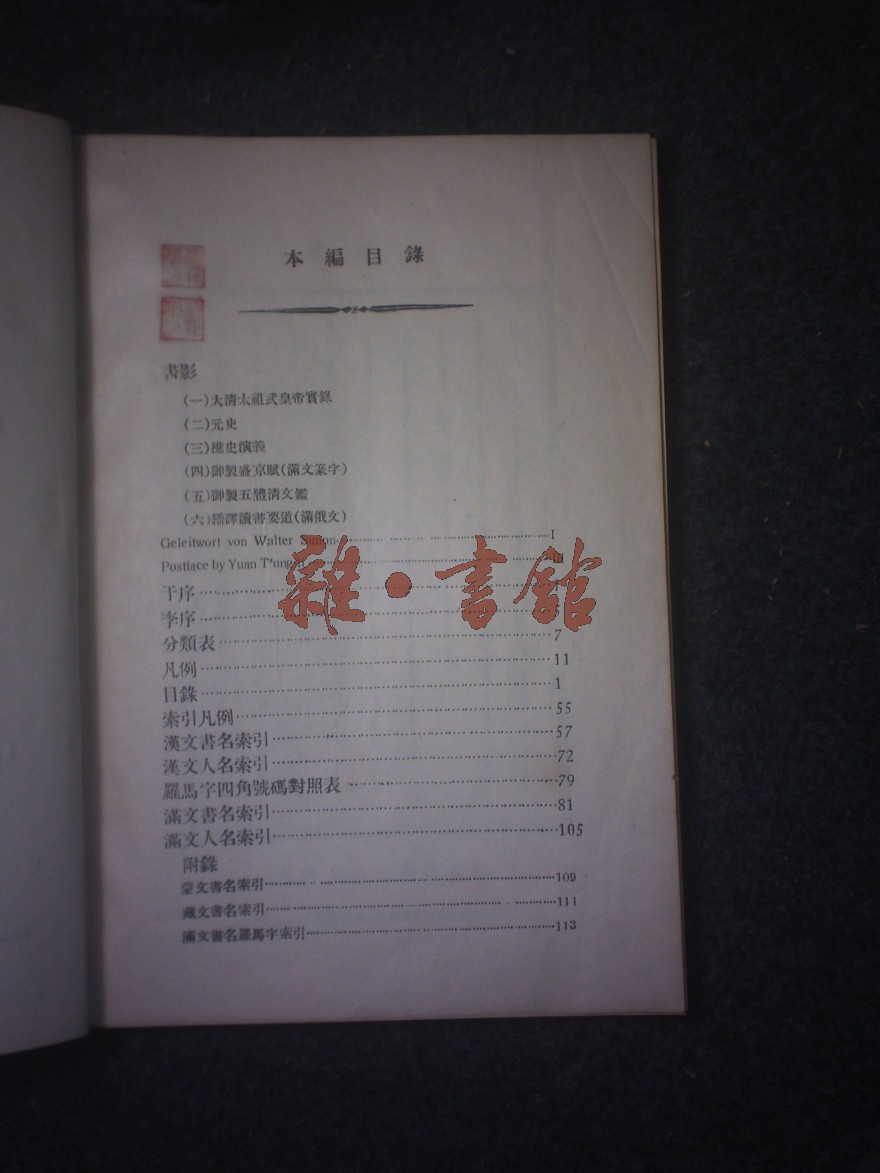 本編目錄
書影
(一)大清太祖武皇帝實錄
(二)元史
(三)樵史演義
(四)御製盛京賦(滿文篆字)
(五)御製五體清文鑑
(六)繙譯讀書要道(滿俄文)
Geleitwort von Walter Simon I
Postface by Yuan T'ung-li
于序
李序
分類表 7
凡例 11
目錄 1
索引凡例 55
漢文書名索引 57
漢文人名索引 72
羅馬字四角號碼對照表 79
滿文書名索引 81
滿文人名索引 105
附錄
蒙文書名索引 109
藏文書名索引 111
滿文書名羅馬字索引 113
雜·書館